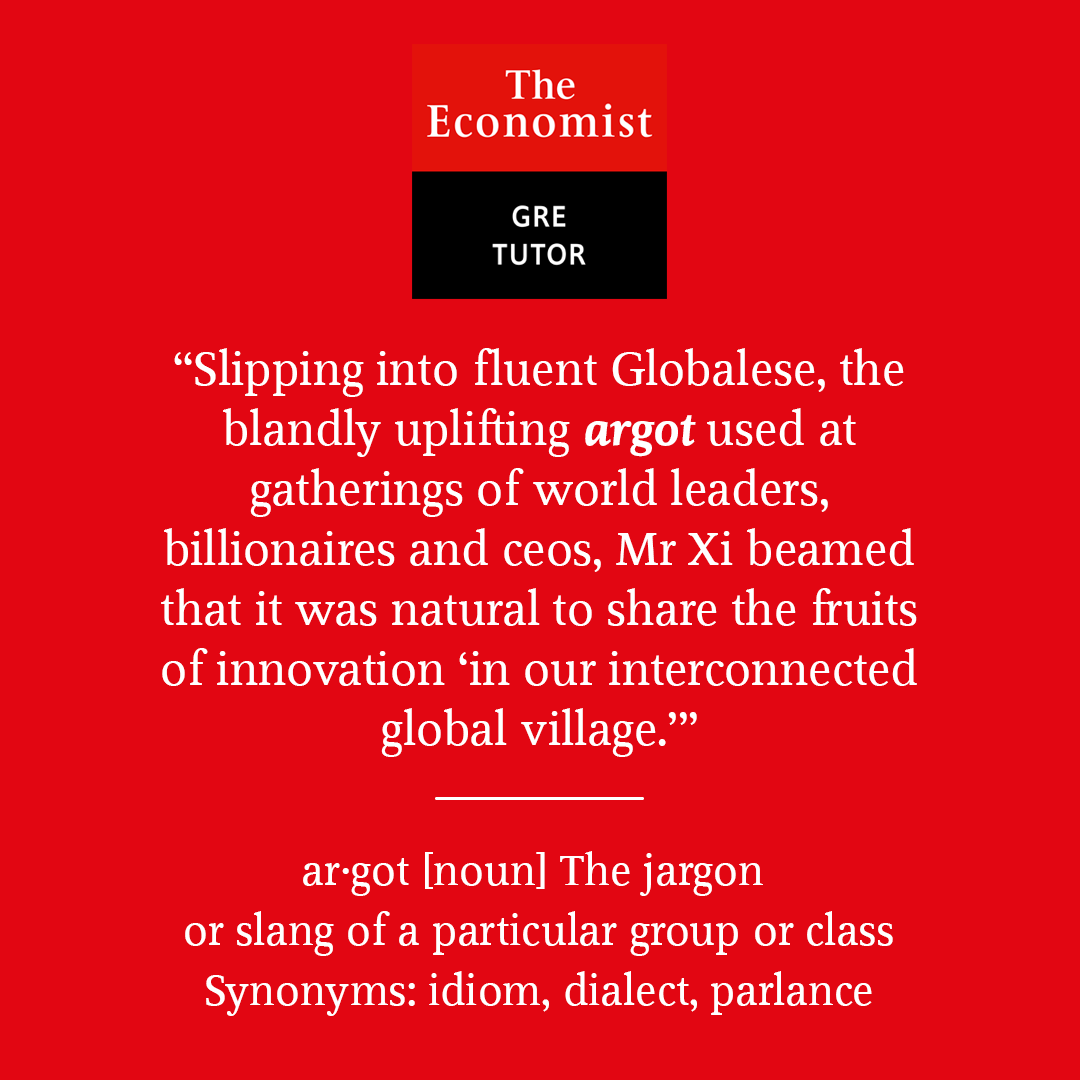 The
Economist
GRE
TUTOR
“Slipping into fluent Globalese, the
blandly uplifting argot used at
gatherings of world leaders,
billionaires and ceos, Mr Xi beamed
that it was natural to share the fruits
of innovation ‘in our interconnected
global village.’”
ar·got [noun] The jargon
or slang of a particular group or class
Synonyms: idiom, dialect, parlance